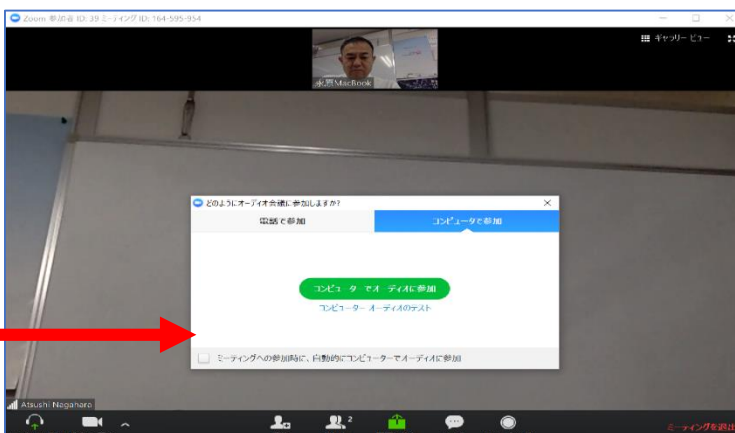 Zoom 参加者 ID: 39 ミーティング ID: 164-595-954
ギャラリー ビュー
永原MacBook
どのようにオーディオ会議に参加しますか?
電話で参加
コンピュータで参加
コンピューターでオーディオに参加
コンピューター オーディオのテスト
ミーティングへの参加時に、自動的にコンピューターでオーディオに参加
Atsushi Nagahara
2
ミーティングを退出